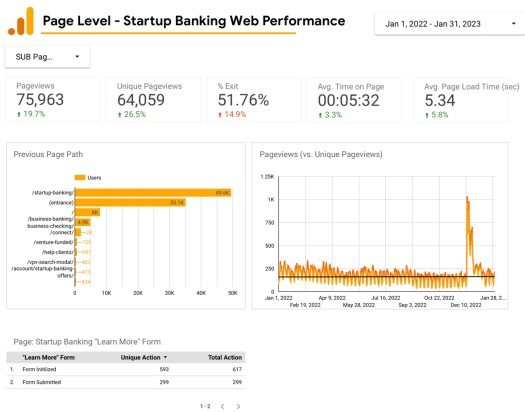 Page Level - Startup Banking Web Performance
Jan 1, 2022 - Jan 31, 2023
SUB Pag...
Pageviews
75,963
19.7%
Unique Pageviews
64,059
26.5%
% Exit
51.76%
14.9%
Avg. Time on Page
00:05:32
3.3%
Avg. Page Load Time (sec)
5.34
5.8%
Previous Page Path
Users
/startup-banking/
49.6K
(entrance)
35.1K
/
8K
/business-banking/
business-checking/
4.9K
/connect/
/venture-funded/
/help-clients/
/vpv-search-modal/
/account/startup-banking-
offers/
0
10K
20K
30K
40K
50K
Pageviews (vs. Unique Pageviews)
1.25K
1K
750
500
250
0
Jan 1, 2022
Apr 9, 2022
Jul 16, 2022
Oct 22, 2022
Jan 28, 2...
Feb 19, 2022
May 28, 2022
Sep 3, 2022
Dec 10, 2022
Page: Startup Banking "Learn More" Form
"Learn More" Form
Unique Action
Total Action
1. Form Initilized 593 617
2. Form Submitted 299 299
1 - 2